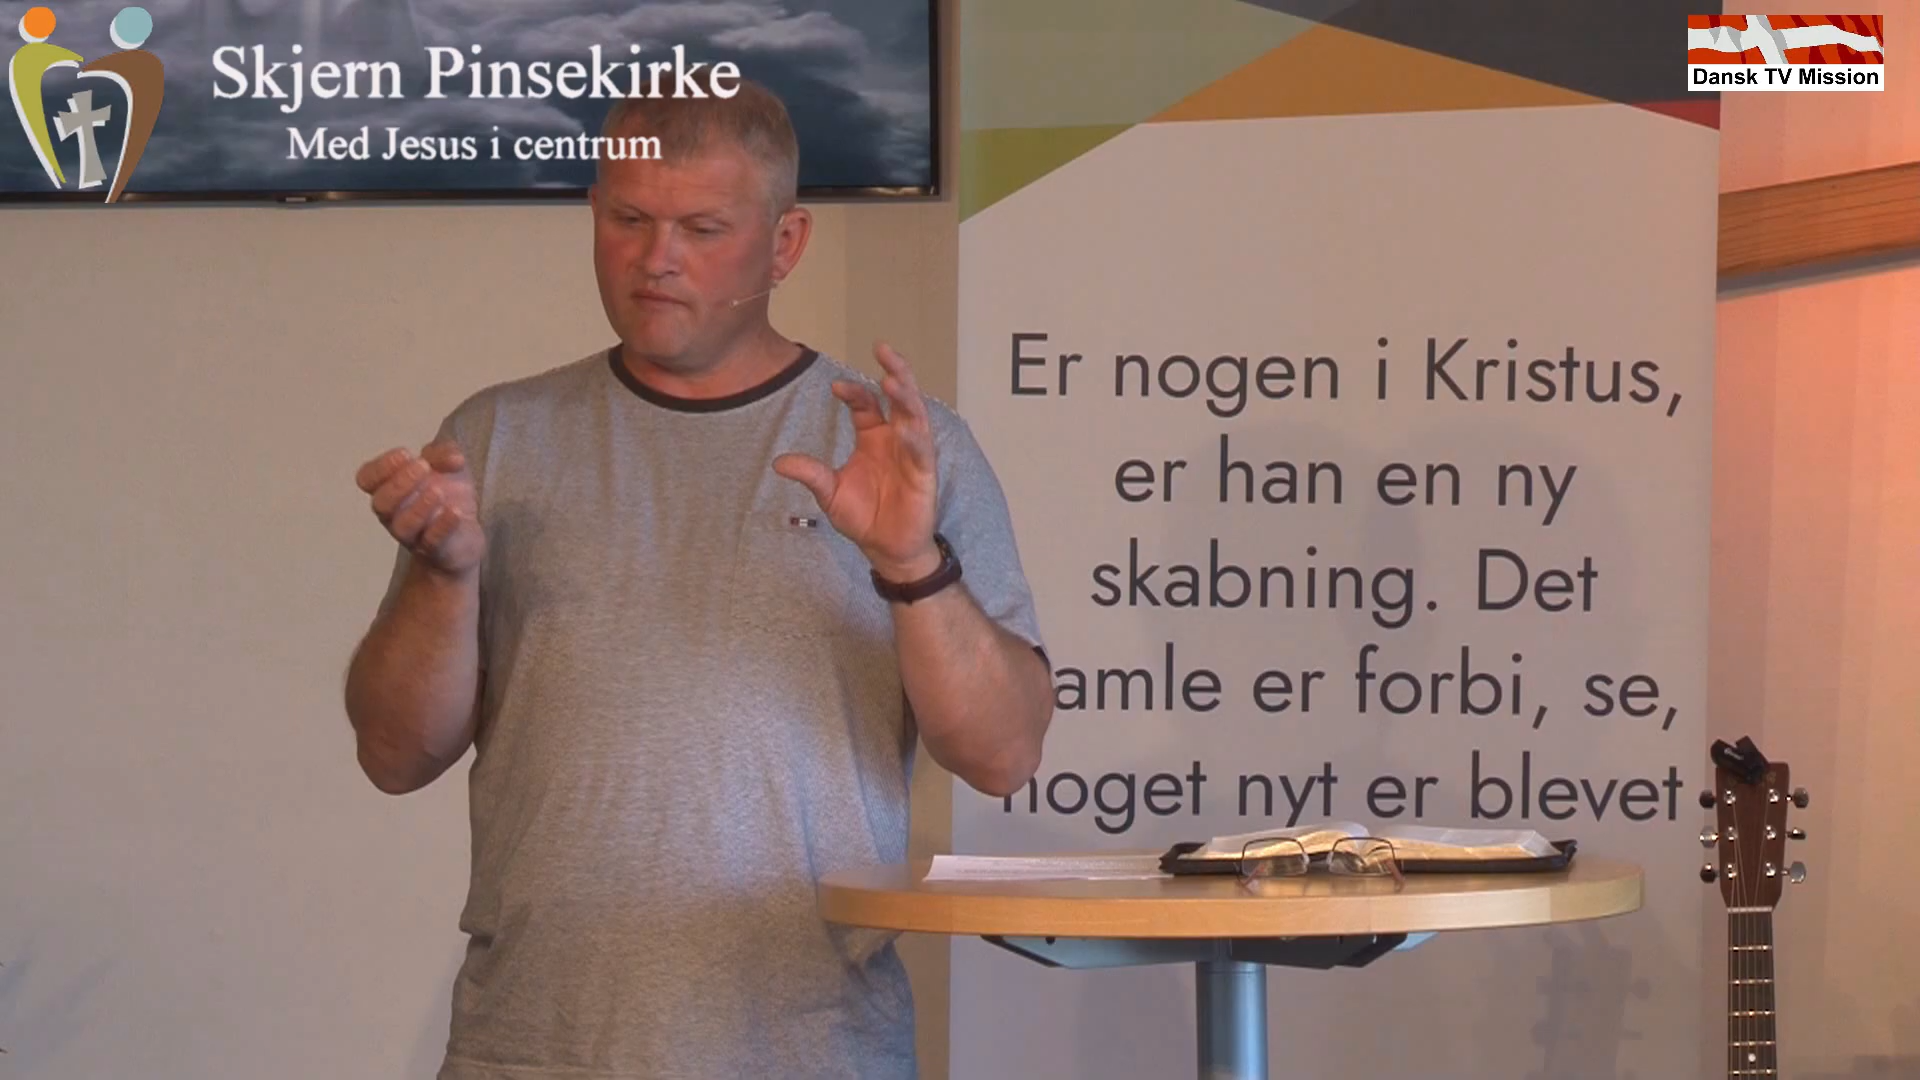 Skjern Pinsekirke
Med Jesus i centrum
Dansk TV Mission
Er nogen i Kristus,
er han en ny
skabning. Det
amle er forbi, se,
noget nyt er blevet